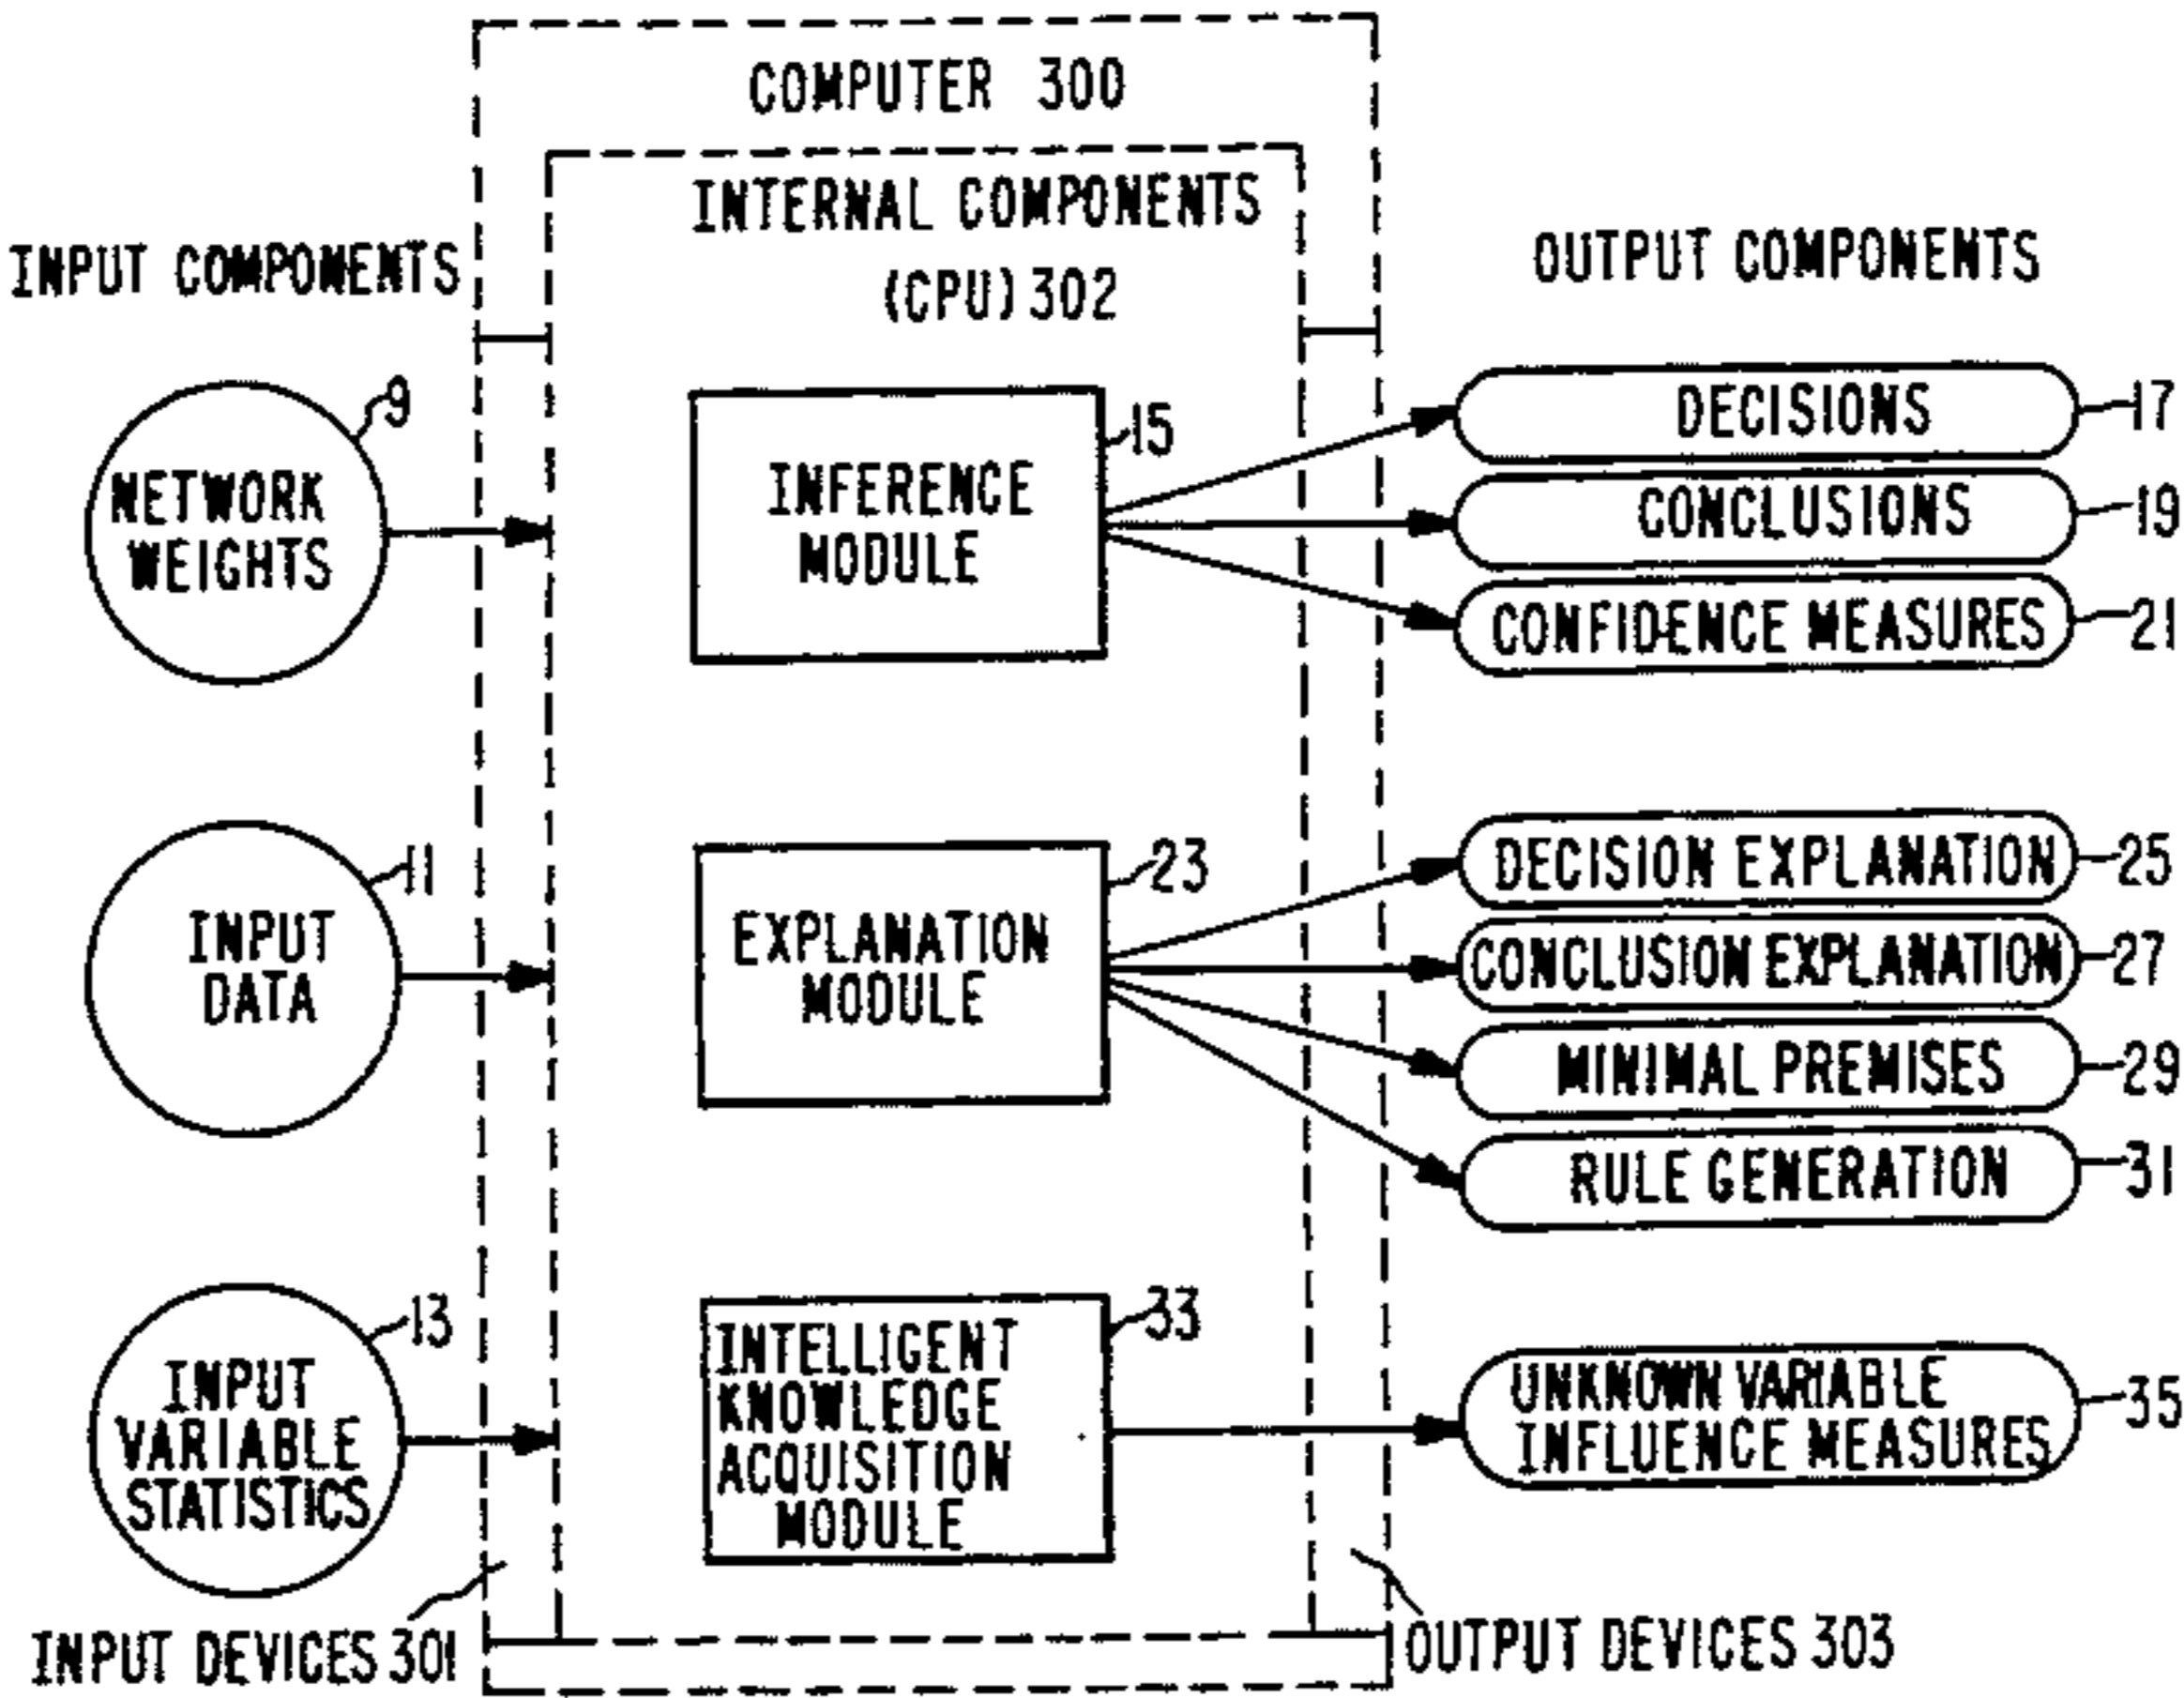 COMPUTER 300
INTERNAL COMPONENTS
(CPU) 302
INPUT COMPONENTS
OUTPUT COMPONENTS
9
NETWORK
WEIGHTS
15
INFERENCE
MODULE
DECISIONS
17
CONCLUSIONS
19
CONFIDENCE MEASURES
21
11
INPUT
DATA
23
EXPLANATION
MODULE
DECISION EXPLANATION
25
CONCLUSION EXPLANATION
27
MINIMAL PREMISES
29
RULE GENERATION
31
13
INPUT
VARIABLE
STATISTICS
33
INTELLIGENT
KNOWLEDGE
ACQUISITION
MODULE
UNKNOWN VARIABLE
INFLUENCE MEASURES
35
INPUT DEVICES 301
OUTPUT DEVICES 303